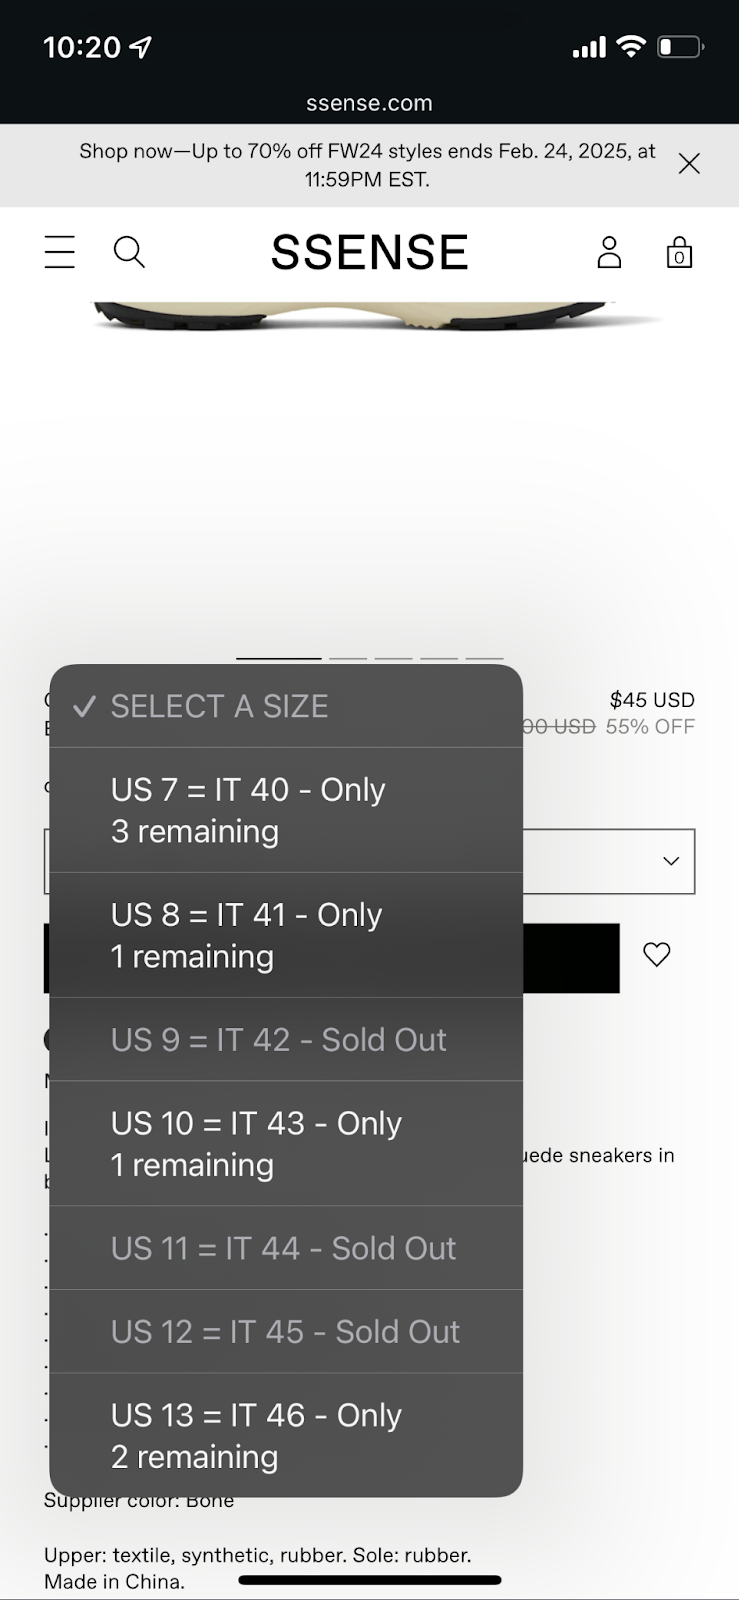 10:20
ssense.com
Shop now—Up to 70% off FW24 styles ends Feb. 24, 2025, at
11:59PM EST.
SSENSE
0
$45 USD
00 USD 55% OFF
✓ SELECT A SIZE
US 7 = IT 40 - Only
3 remaining
US 8 = IT 41 - Only
1 remaining
US 9 = IT 42 - Sold Out
US 10 = IT 43 - Only
1 remaining
uede sneakers in
US 11 = IT 44 - Sold Out
US 12 = IT 45 - Sold Out
US 13 = IT 46 - Only
2 remaining
Supplier color: Bone
Upper: textile, synthetic, rubber. Sole: rubber.
Made in China.